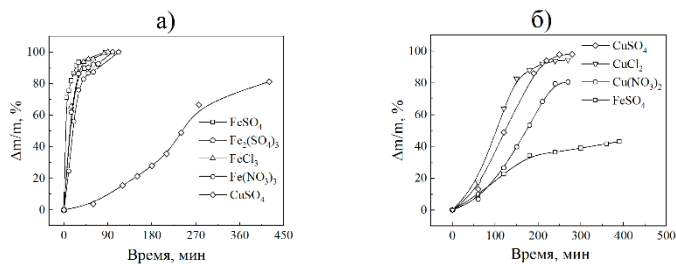 а)
100
80
60
40
20
0
Δm/m, %
FeSO4
Fe2(SO4)3
FeCl3
Fe(NO3)3
CuSO4
0 90 180 270 360 450
Время, мин
б)
100
80
60
40
20
0
Δm/m, %
CuSO4
CuCl2
Cu(NO3)2
FeSO4
0 100 200 300 400 500
Время, мин